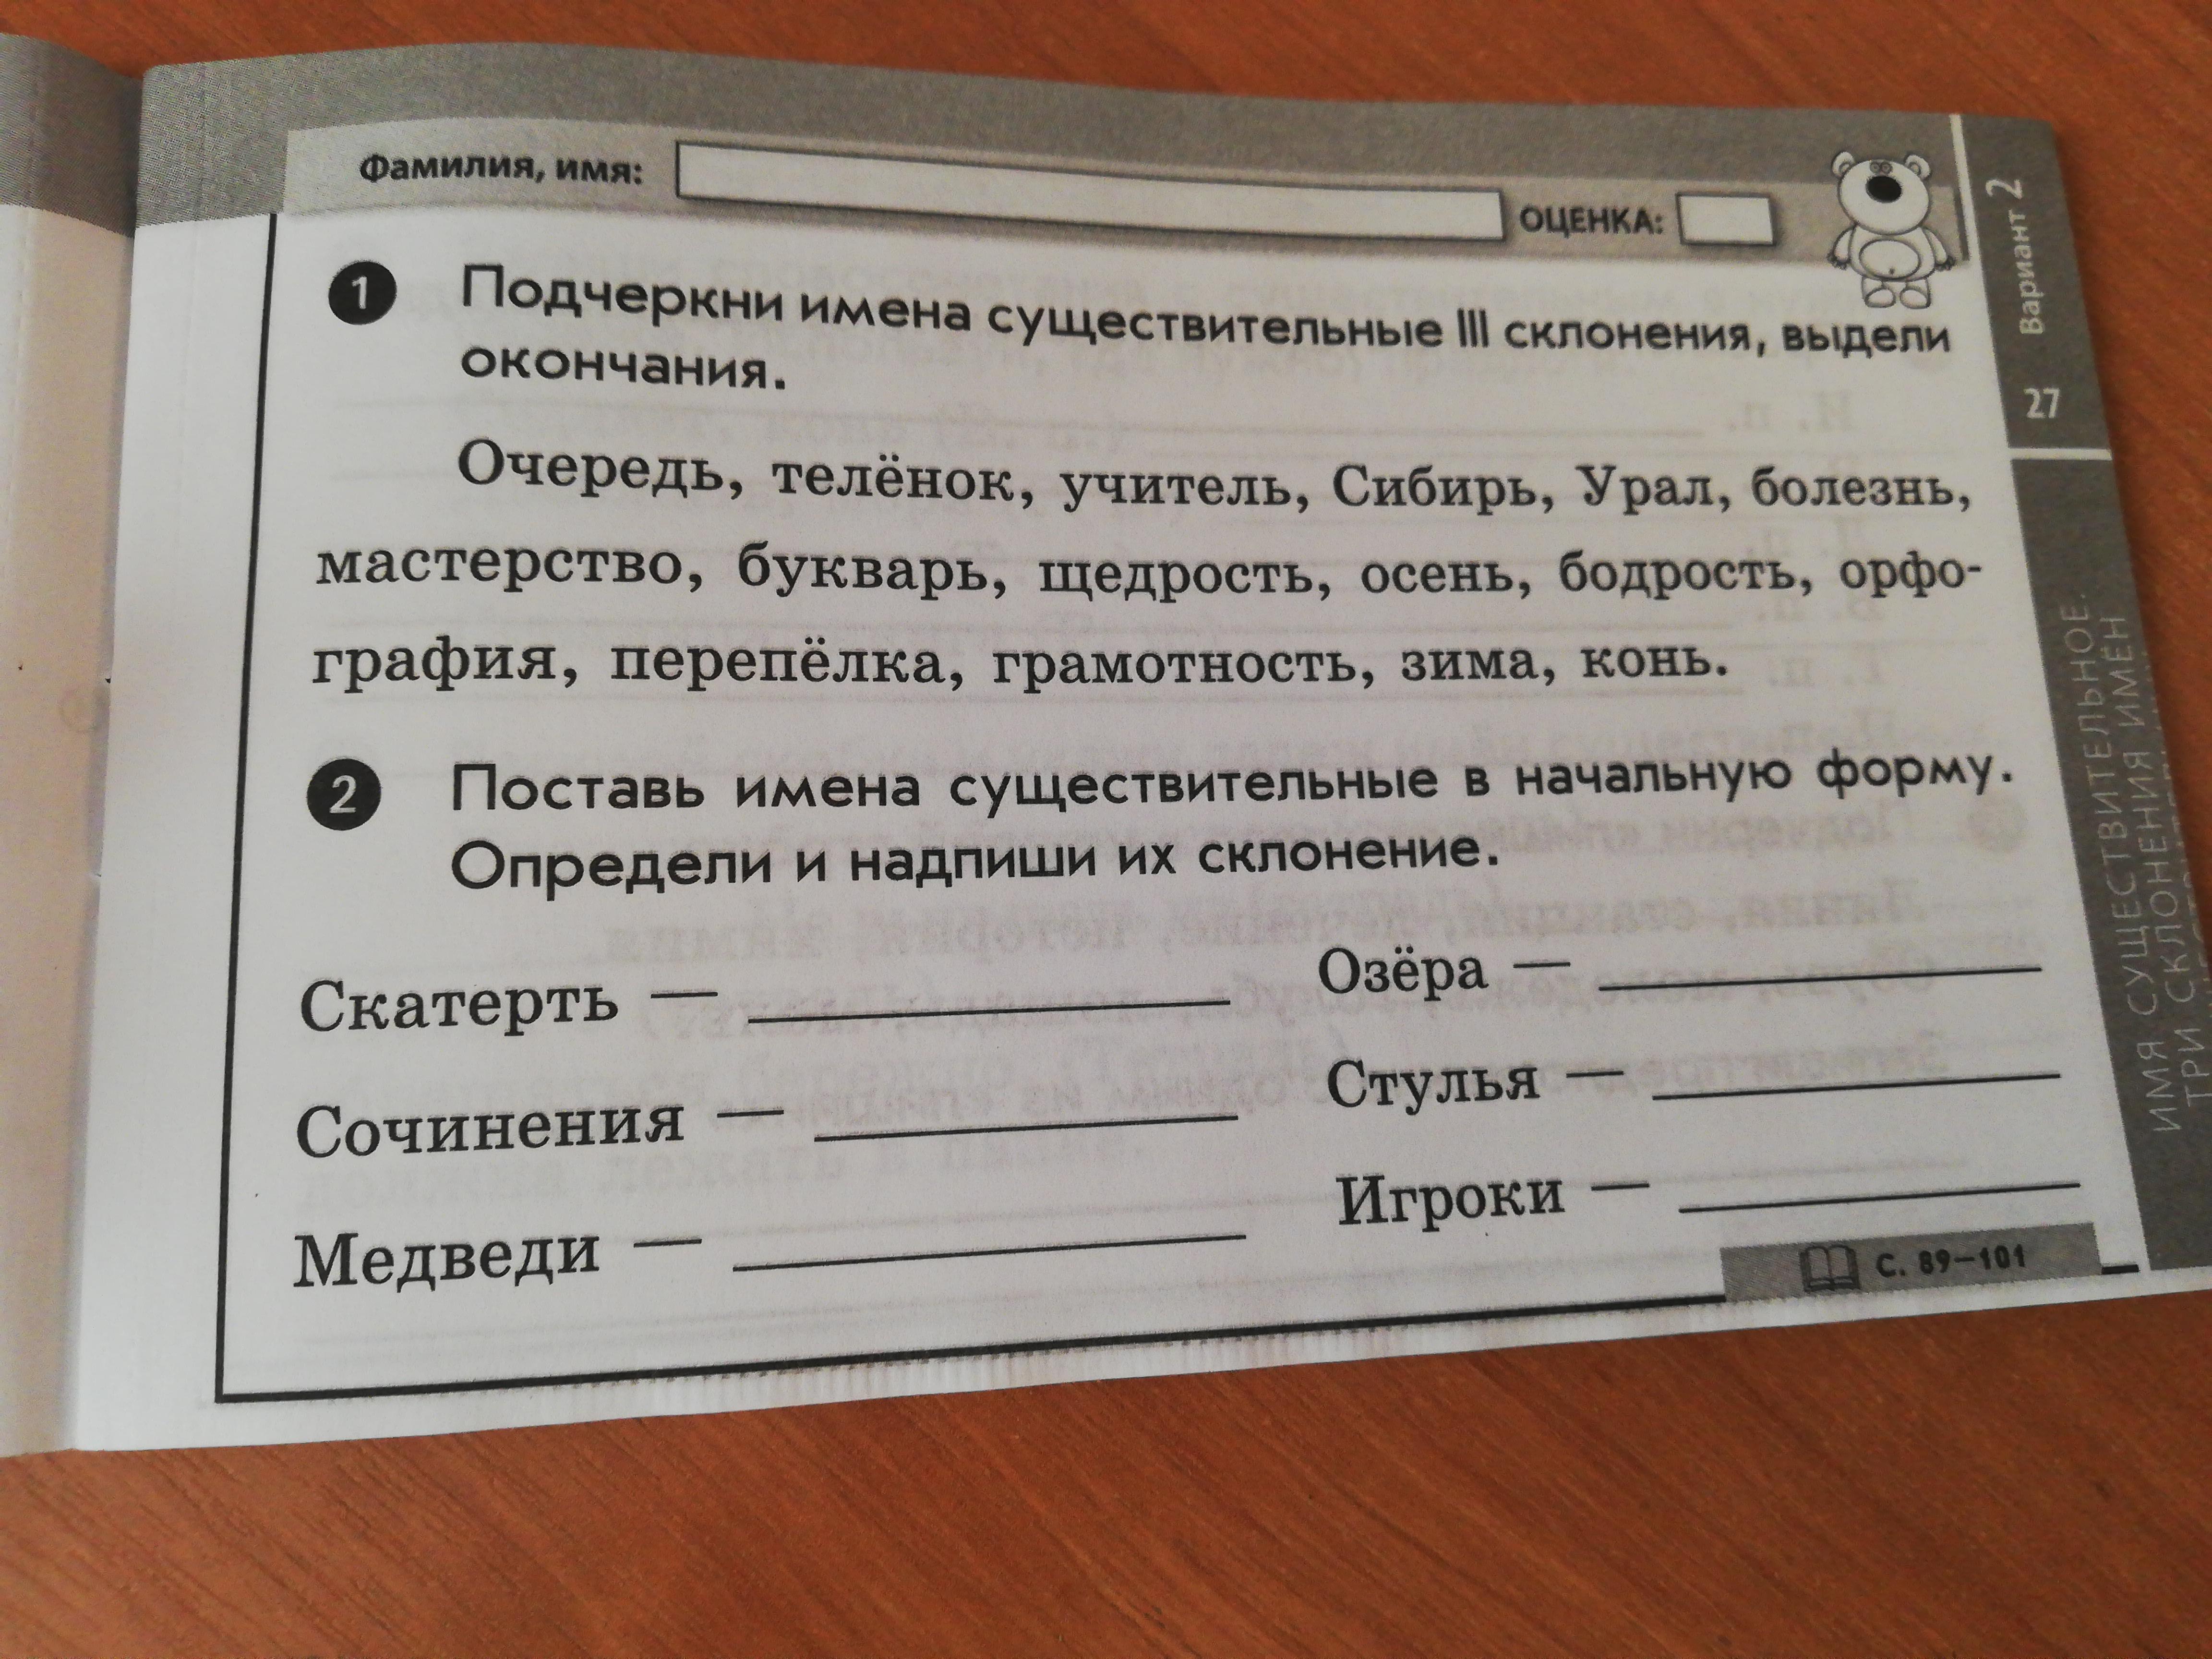 Фамилия, имя:
ОЦЕНКА:
Вариант 2
27
1 Подчеркни имена существительные III склонения, выдели
окончания.
Очередь, телёнок, учитель, Сибирь, Урал, болезнь,
мастерство, букварь, щедрость, осень, бодрость, орфо-
графия, перепёлка, грамотность, зима, конь.
2 Поставь имена существительные в начальную форму.
Определи и надпиши их склонение.
Скатерть — Озёра —
Сочинения — Стулья —
Медведи — Игроки —
С. 89–101
ИМЯ СУЩЕСТВИТЕЛЬНОЕ.
ТРИ СКЛОНЕНИЯ ИМЕН